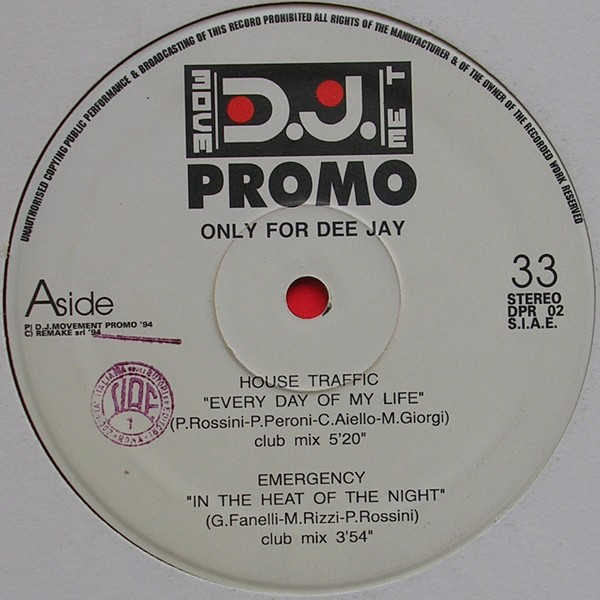 UNAUTHORISED COPYING PUBLIC PERFORMANCE & BROADCASTING OF THIS RECORD PROHIBITED ALL RIGHTS OF THE MANUFACTURER & OF THE OWNER OF THE RECORDED WORK RESERVED
MOVE D.J. MENT
PROMO
ONLY FOR DEE JAY
Aside
P) D.J.MOVEMENT PROMO '94
C) REMAKE srl '94
33
STEREO
DPR 02
S.I.A.E.
HOUSE TRAFFIC
"EVERY DAY OF MY LIFE"
(P.Rossini-P.Peroni-C.Aiello-M.Giorgi)
club mix 5'20"
EMERGENCY
"IN THE HEAT OF THE NIGHT"
(G.Fanelli-M.Rizzi-P.Rossini)
club mix 3'54"